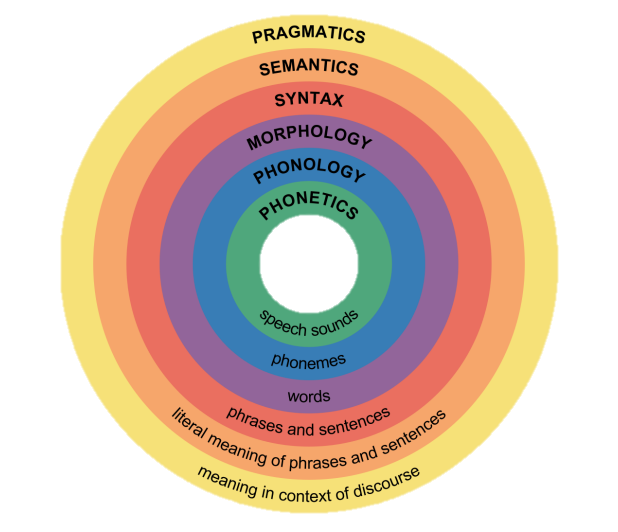 PRAGMATICS
SEMANTICS
SYNTAX
MORPHOLOGY
PHONOLOGY
PHONETICS
speech sounds
phonemes
words
phrases and sentences
literal meaning of phrases and sentences
meaning in context of discourse